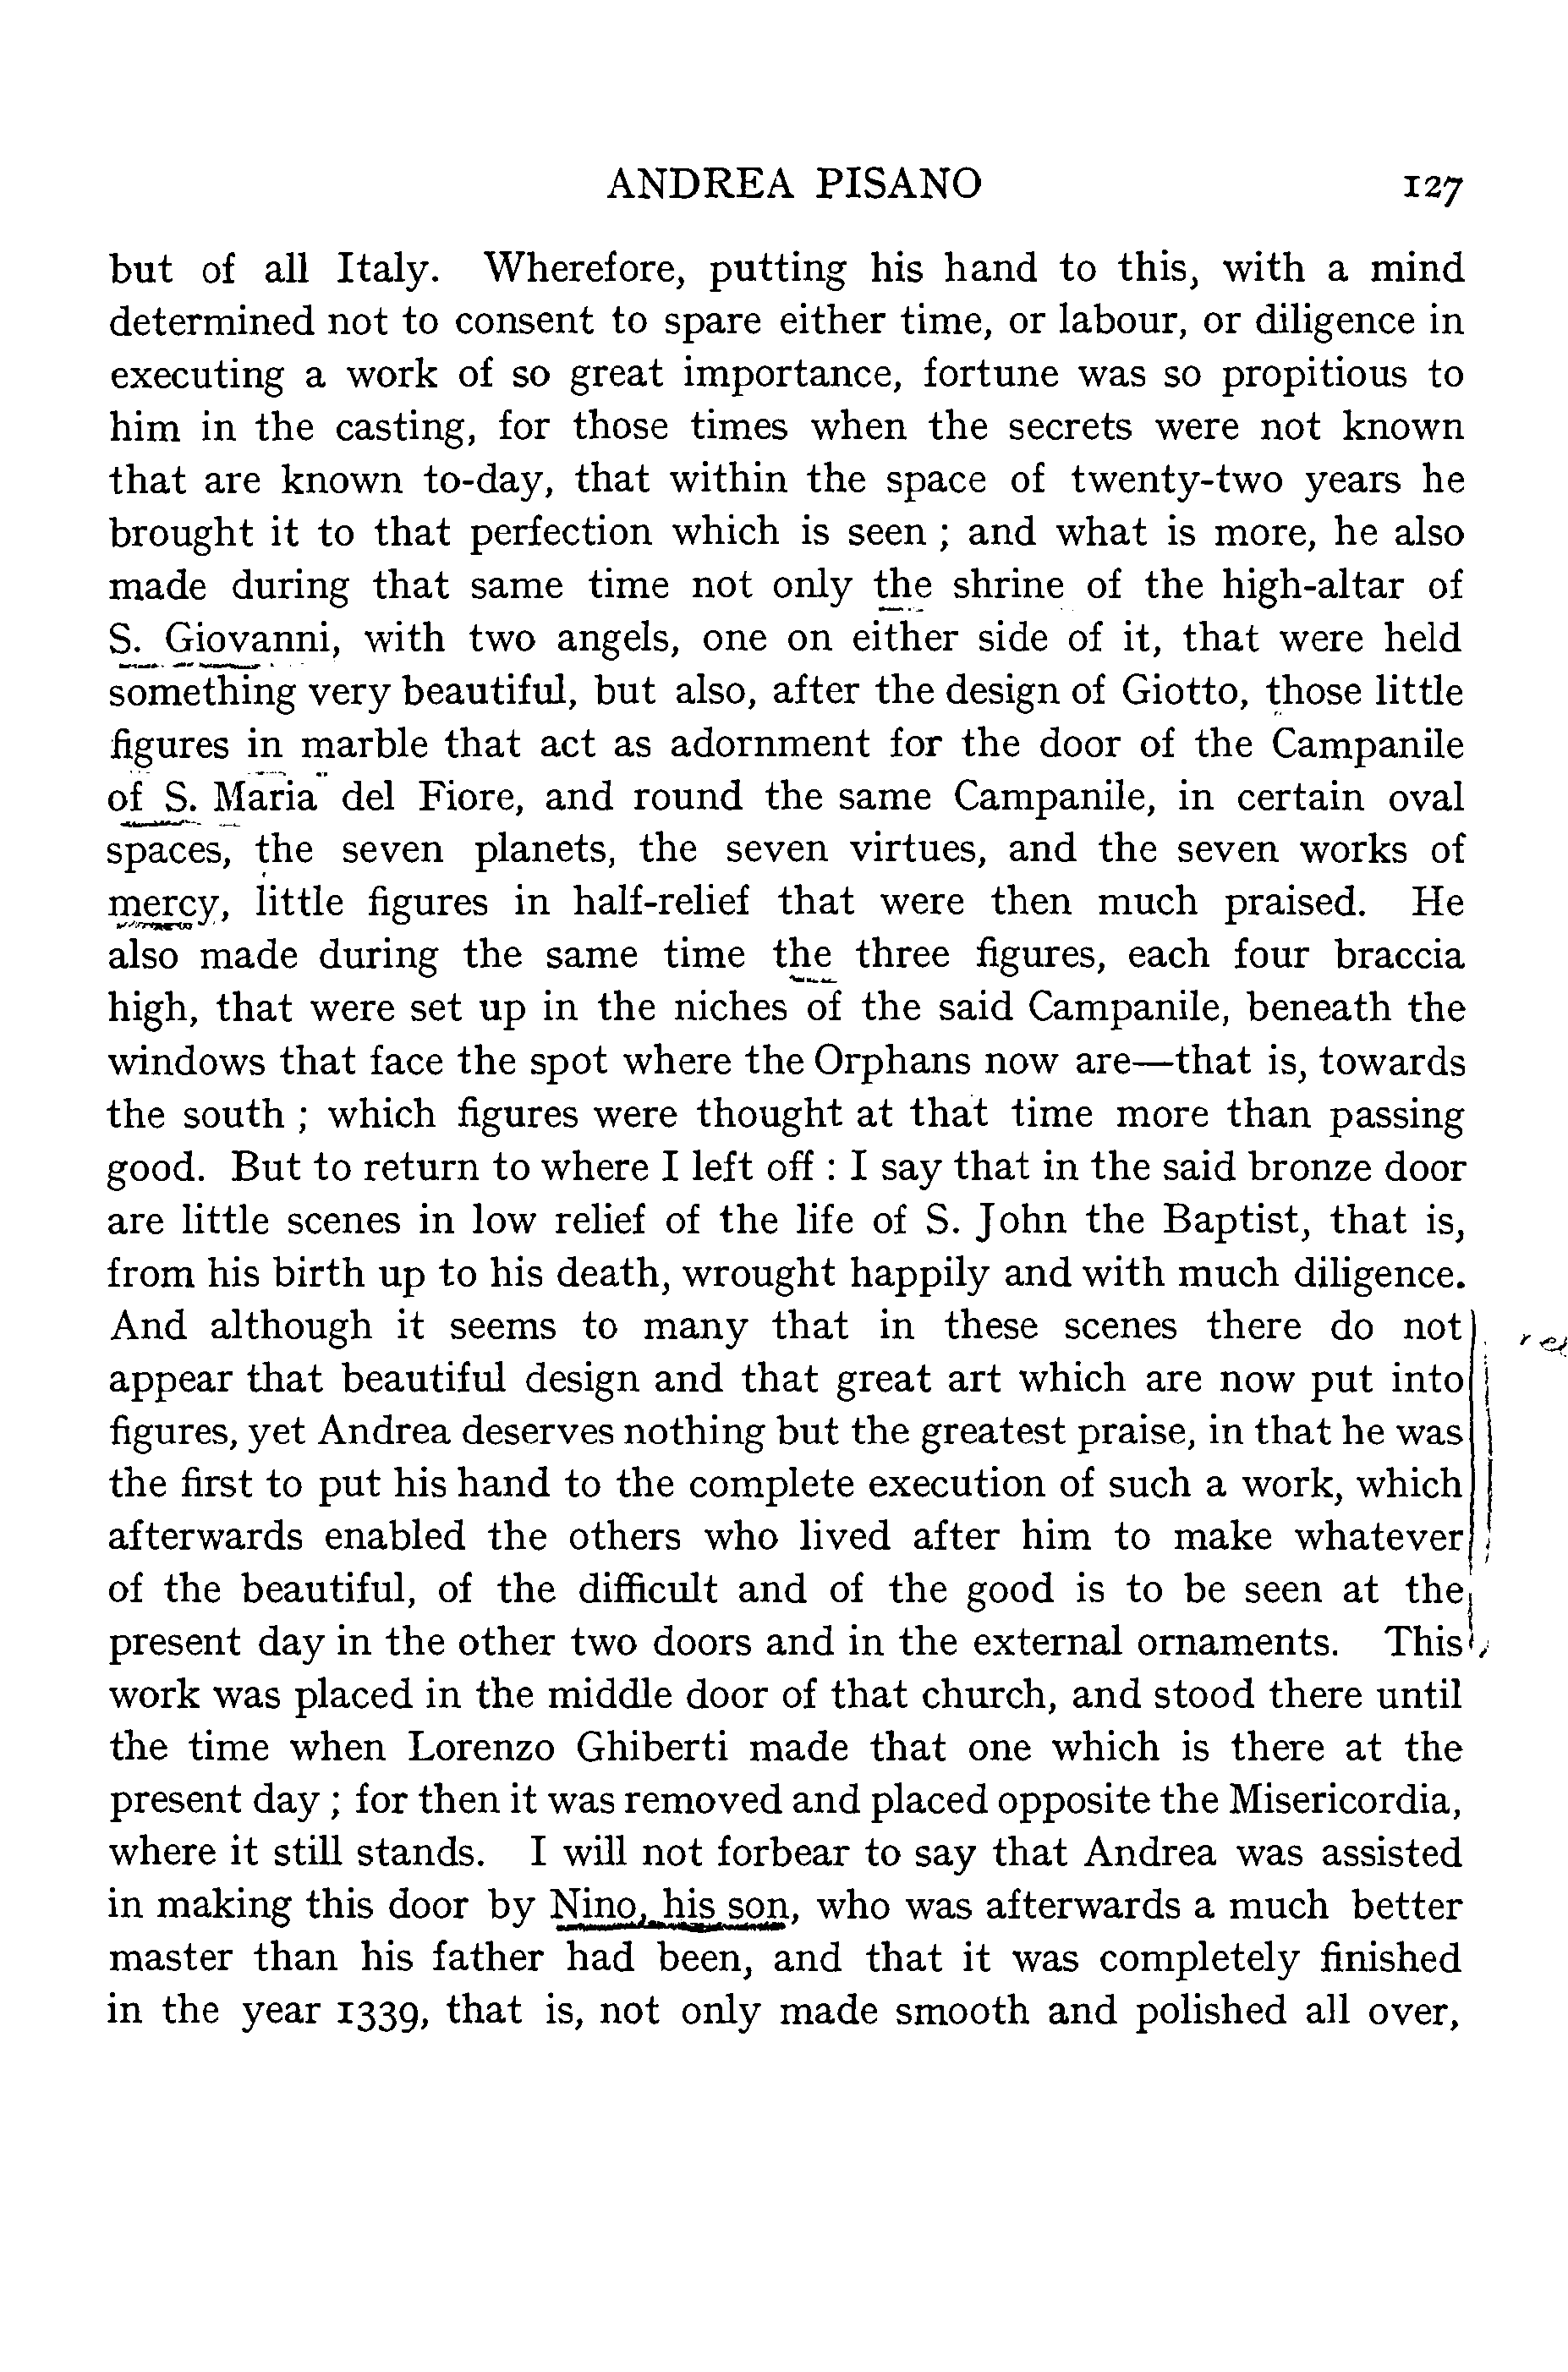 ANDREA PISANO 127
but of all Italy. Wherefore, putting his hand to this, with a mind
determined not to consent to spare either time, or labour, or diligence in
executing a work of so great importance, fortune was so propitious to
him in the casting, for those times when the secrets were not known
that are known to-day, that within the space of twenty-two years he
brought it to that perfection which is seen ; and what is more, he also
made during that same time not only the shrine of the high-altar of
S. Giovanni, with two angels, one on either side of it, that were held
something very beautiful, but also, after the design of Giotto, those little
figures in marble that act as adornment for the door of the Campanile
of S. Maria del Fiore, and round the same Campanile, in certain oval
spaces, the seven planets, the seven virtues, and the seven works of
mercy, little figures in half-relief that were then much praised. He
also made during the same time the three figures, each four braccia
high, that were set up in the niches of the said Campanile, beneath the
windows that face the spot where the Orphans now are—that is, towards
the south ; which figures were thought at that time more than passing
good. But to return to where I left off : I say that in the said bronze door
are little scenes in low relief of the life of S. John the Baptist, that is,
from his birth up to his death, wrought happily and with much diligence.
And although it seems to many that in these scenes there do not
appear that beautiful design and that great art which are now put into
figures, yet Andrea deserves nothing but the greatest praise, in that he was
the first to put his hand to the complete execution of such a work, which
afterwards enabled the others who lived after him to make whatever
of the beautiful, of the difficult and of the good is to be seen at the
present day in the other two doors and in the external ornaments. This
work was placed in the middle door of that church, and stood there until
the time when Lorenzo Ghiberti made that one which is there at the
present day ; for then it was removed and placed opposite the Misericordia,
where it still stands. I will not forbear to say that Andrea was assisted
in making this door by Nino, his son, who was afterwards a much better
master than his father had been, and that it was completely finished
in the year 1339, that is, not only made smooth and polished all over,